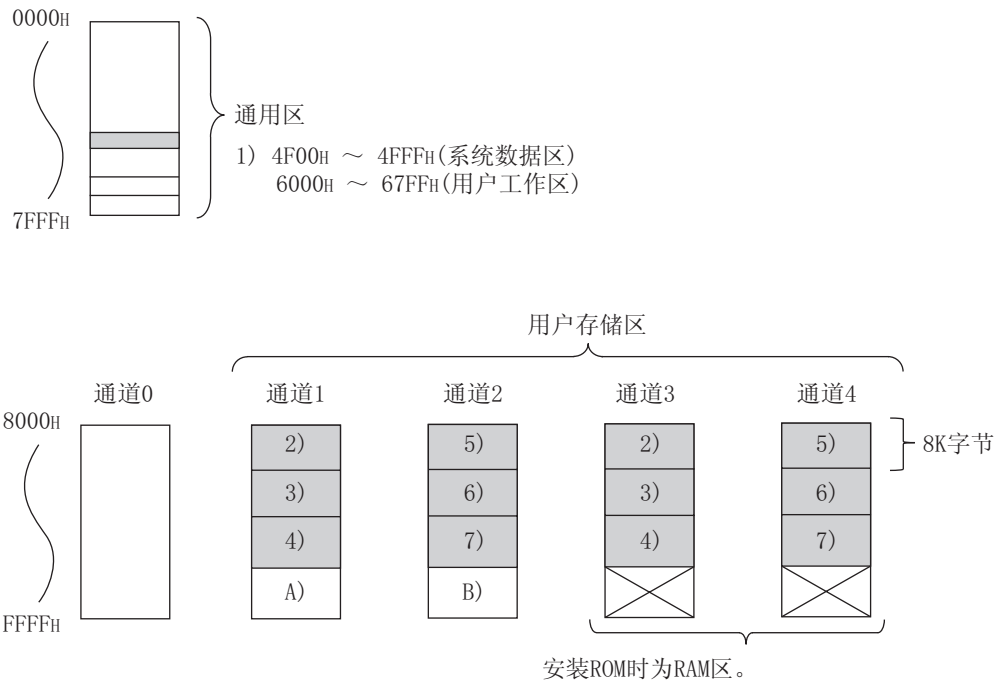 0000H
通用区
1) 4F00H ～ 4FFFH(系统数据区)
6000H ～ 67FFH(用户工作区)
7FFFH
用户存储区
通道0
通道1
通道2
通道3
通道4
8000H
2)
5)
2)
5)
8K字节
3)
6)
3)
6)
4)
7)
4)
7)
A)
B)
FFFFH
安装ROM时为RAM区。